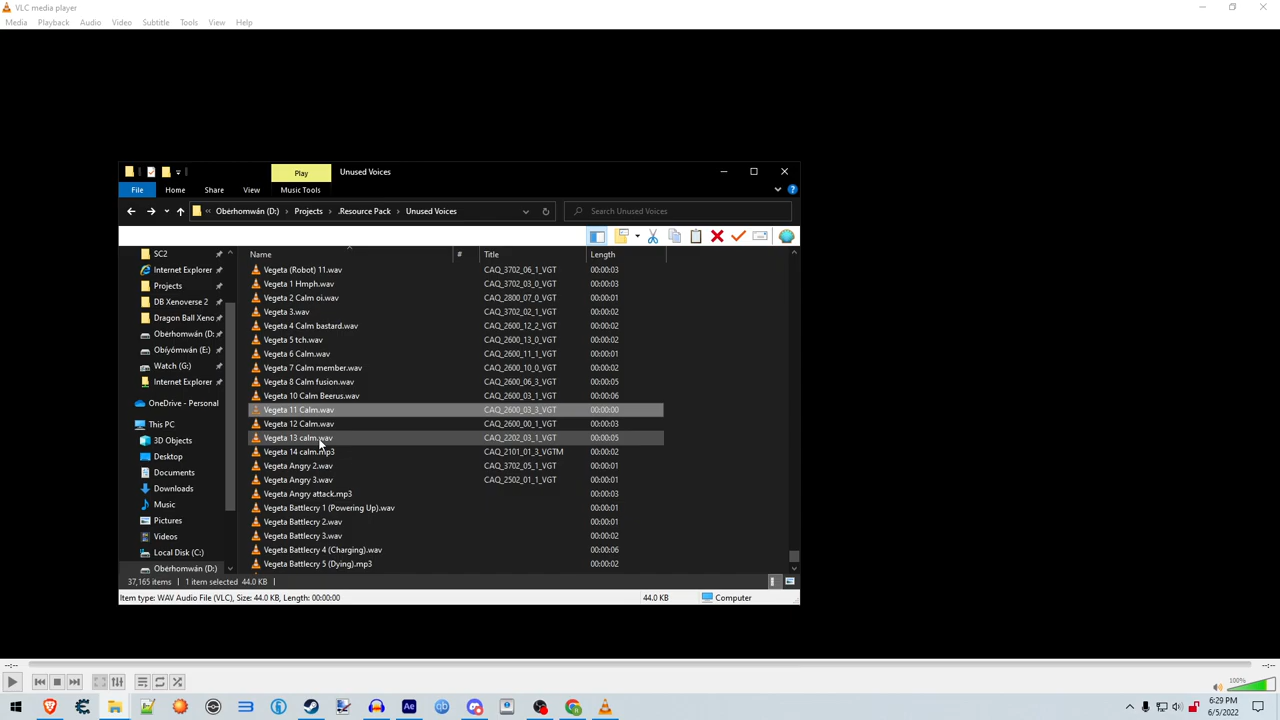 VLC media player
Media Playback Audio Video Subtitle Tools View Help
Play Unused Voices
File Home Share View Music Tools
« Obérhomwán (D:) › Projects › .Resource Pack › Unused Voices
Search Unused Voices
SC2
Internet Explorer
Projects
DB Xenoverse 2
Dragon Ball Xeno
Obérhomwán (D:
Obíyómwán (E:)
Watch (G:)
Internet Explorer
OneDrive - Personal
This PC
3D Objects
Desktop
Documents
Downloads
Music
Pictures
Videos
Local Disk (C:)
Obérhomwán (D:)
Name # Title Length
Vegeta (Robot) 11.wav CAQ_3702_06_1_VGT 00:00:03
Vegeta 1 Hmph.wav CAQ_3702_03_0_VGT 00:00:03
Vegeta 2 Calm oi.wav CAQ_2800_07_0_VGT 00:00:01
Vegeta 3.wav CAQ_3702_02_1_VGT 00:00:02
Vegeta 4 Calm bastard.wav CAQ_2600_12_2_VGT 00:00:02
Vegeta 5 tch.wav CAQ_2600_13_0_VGT 00:00:02
Vegeta 6 Calm.wav CAQ_2600_11_1_VGT 00:00:01
Vegeta 7 Calm member.wav CAQ_2600_10_0_VGT 00:00:02
Vegeta 8 Calm fusion.wav CAQ_2600_06_3_VGT 00:00:05
Vegeta 10 Calm Beerus.wav CAQ_2600_03_1_VGT 00:00:06
Vegeta 11 Calm.wav CAQ_2600_03_3_VGT 00:00:00
Vegeta 12 Calm.wav CAQ_2600_00_1_VGT 00:00:03
Vegeta 13 calm.wav CAQ_2202_03_1_VGT 00:00:05
Vegeta 14 calm.mp3 CAQ_2101_01_3_VGTM 00:00:02
Vegeta Angry 2.wav CAQ_3702_05_1_VGT 00:00:01
Vegeta Angry 3.wav CAQ_2502_01_1_VGT 00:00:01
Vegeta Angry attack.mp3 00:00:03
Vegeta Battlecry 1 (Powering Up).wav 00:00:01
Vegeta Battlecry 2.wav 00:00:01
Vegeta Battlecry 3.wav 00:00:02
Vegeta Battlecry 4 (Charging).wav 00:00:06
Vegeta Battlecry 5 (Dying).mp3 00:00:02
37,165 items 1 item selected 44.0 KB
Item type: WAV Audio File (VLC), Size: 44.0 KB, Length: 00:00:00 44.0 KB Computer
--:-- --:--
100%
Ae
qb
6:29 PM
6/5/2022